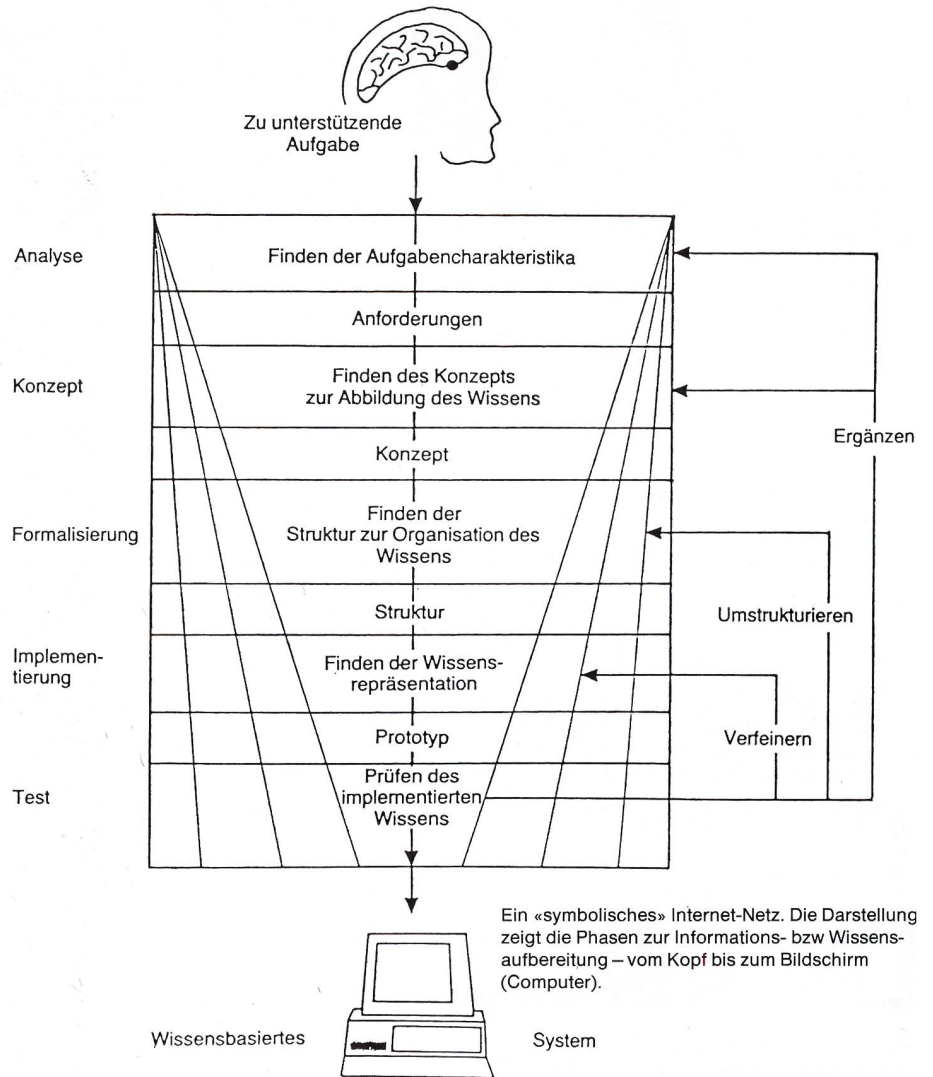 Zu unterstützende
Aufgabe
Analyse
Finden der Aufgabencharakteristika
Anforderungen
Konzept
Finden des Konzepts
zur Abbildung des Wissens
Ergänzen
Konzept
Formalisierung
Finden der
Struktur zur Organisation des
Wissens
Struktur
Umstrukturieren
Implemen-
tierung
Finden der Wissens-
repräsentation
Prototyp
Verfeinern
Test
Prüfen des
implementierten
Wissens
Ein «symbolisches» Internet-Netz. Die Darstellung
zeigt die Phasen zur Informations- bzw Wissens-
aufbereitung – vom Kopf bis zum Bildschirm
(Computer).
Wissensbasiertes
System